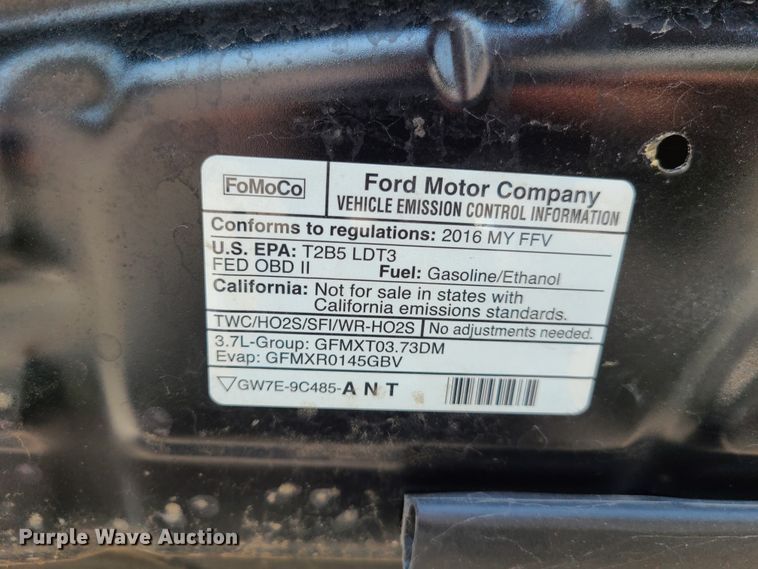 FoMoCo
Ford Motor Company
VEHICLE EMISSION CONTROL INFORMATION
Conforms to regulations: 2016 MY FFV
U.S. EPA: T2B5 LDT3
FED OBD II Fuel: Gasoline/Ethanol
California: Not for sale in states with
California emissions standards.
TWC/HO2S/SFI/WR-HO2S No adjustments needed.
3.7L-Group: GFMXT03.73DM
Evap: GFMXR0145GBV
GW7E-9C485-A N T
Purple Wave Auction